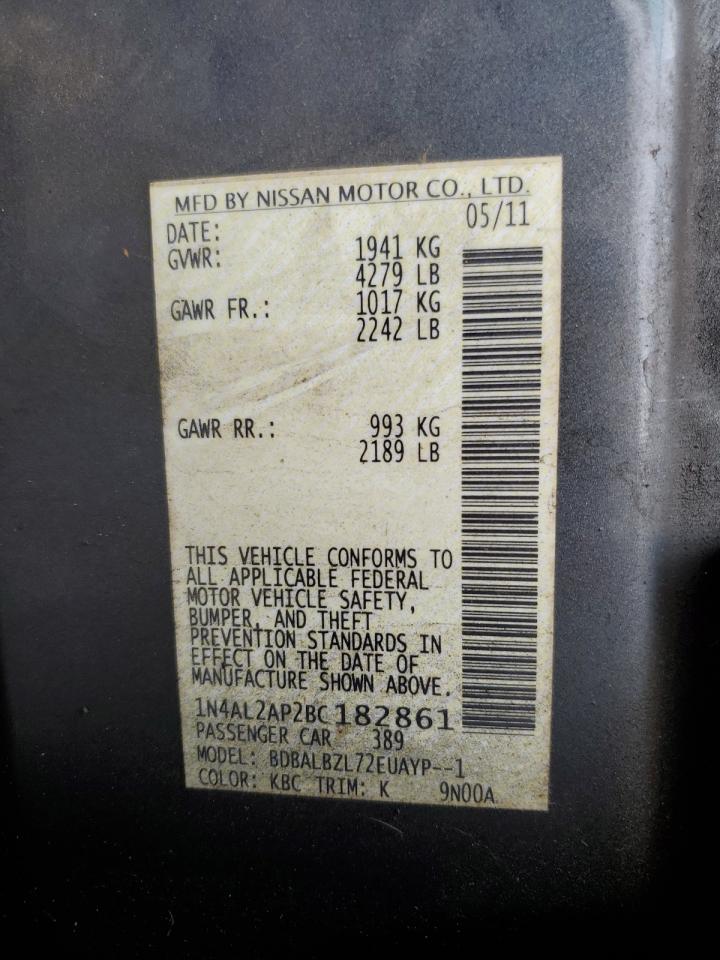 MFD BY NISSAN MOTOR CO., LTD.
DATE: 05/11
GVWR: 1941 KG
4279 LB
GAWR FR.: 1017 KG
2242 LB
GAWR RR.: 993 KG
2189 LB
THIS VEHICLE CONFORMS TO
ALL APPLICABLE FEDERAL
MOTOR VEHICLE SAFETY,
BUMPER, AND THEFT
PREVENTION STANDARDS IN
EFFECT ON THE DATE OF
MANUFACTURE SHOWN ABOVE.
1N4AL2AP2BC182861
PASSENGER CAR 389
MODEL: BDBALBZL72EUAYP--1
COLOR: KBC TRIM: K 9N00A